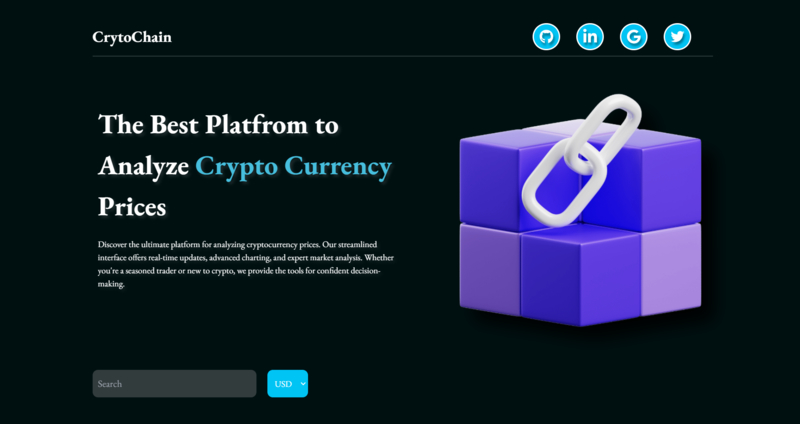 CrytoChain
The Best Platfrom to
Analyze Crypto Currency
Prices
Discover the ultimate platform for analyzing cryptocurrency prices. Our streamlined
interface offers real-time updates, advanced charting, and expert market analysis. Whether
you're a seasoned trader or new to crypto, we provide the tools for confident decision-
making.
Search
USD